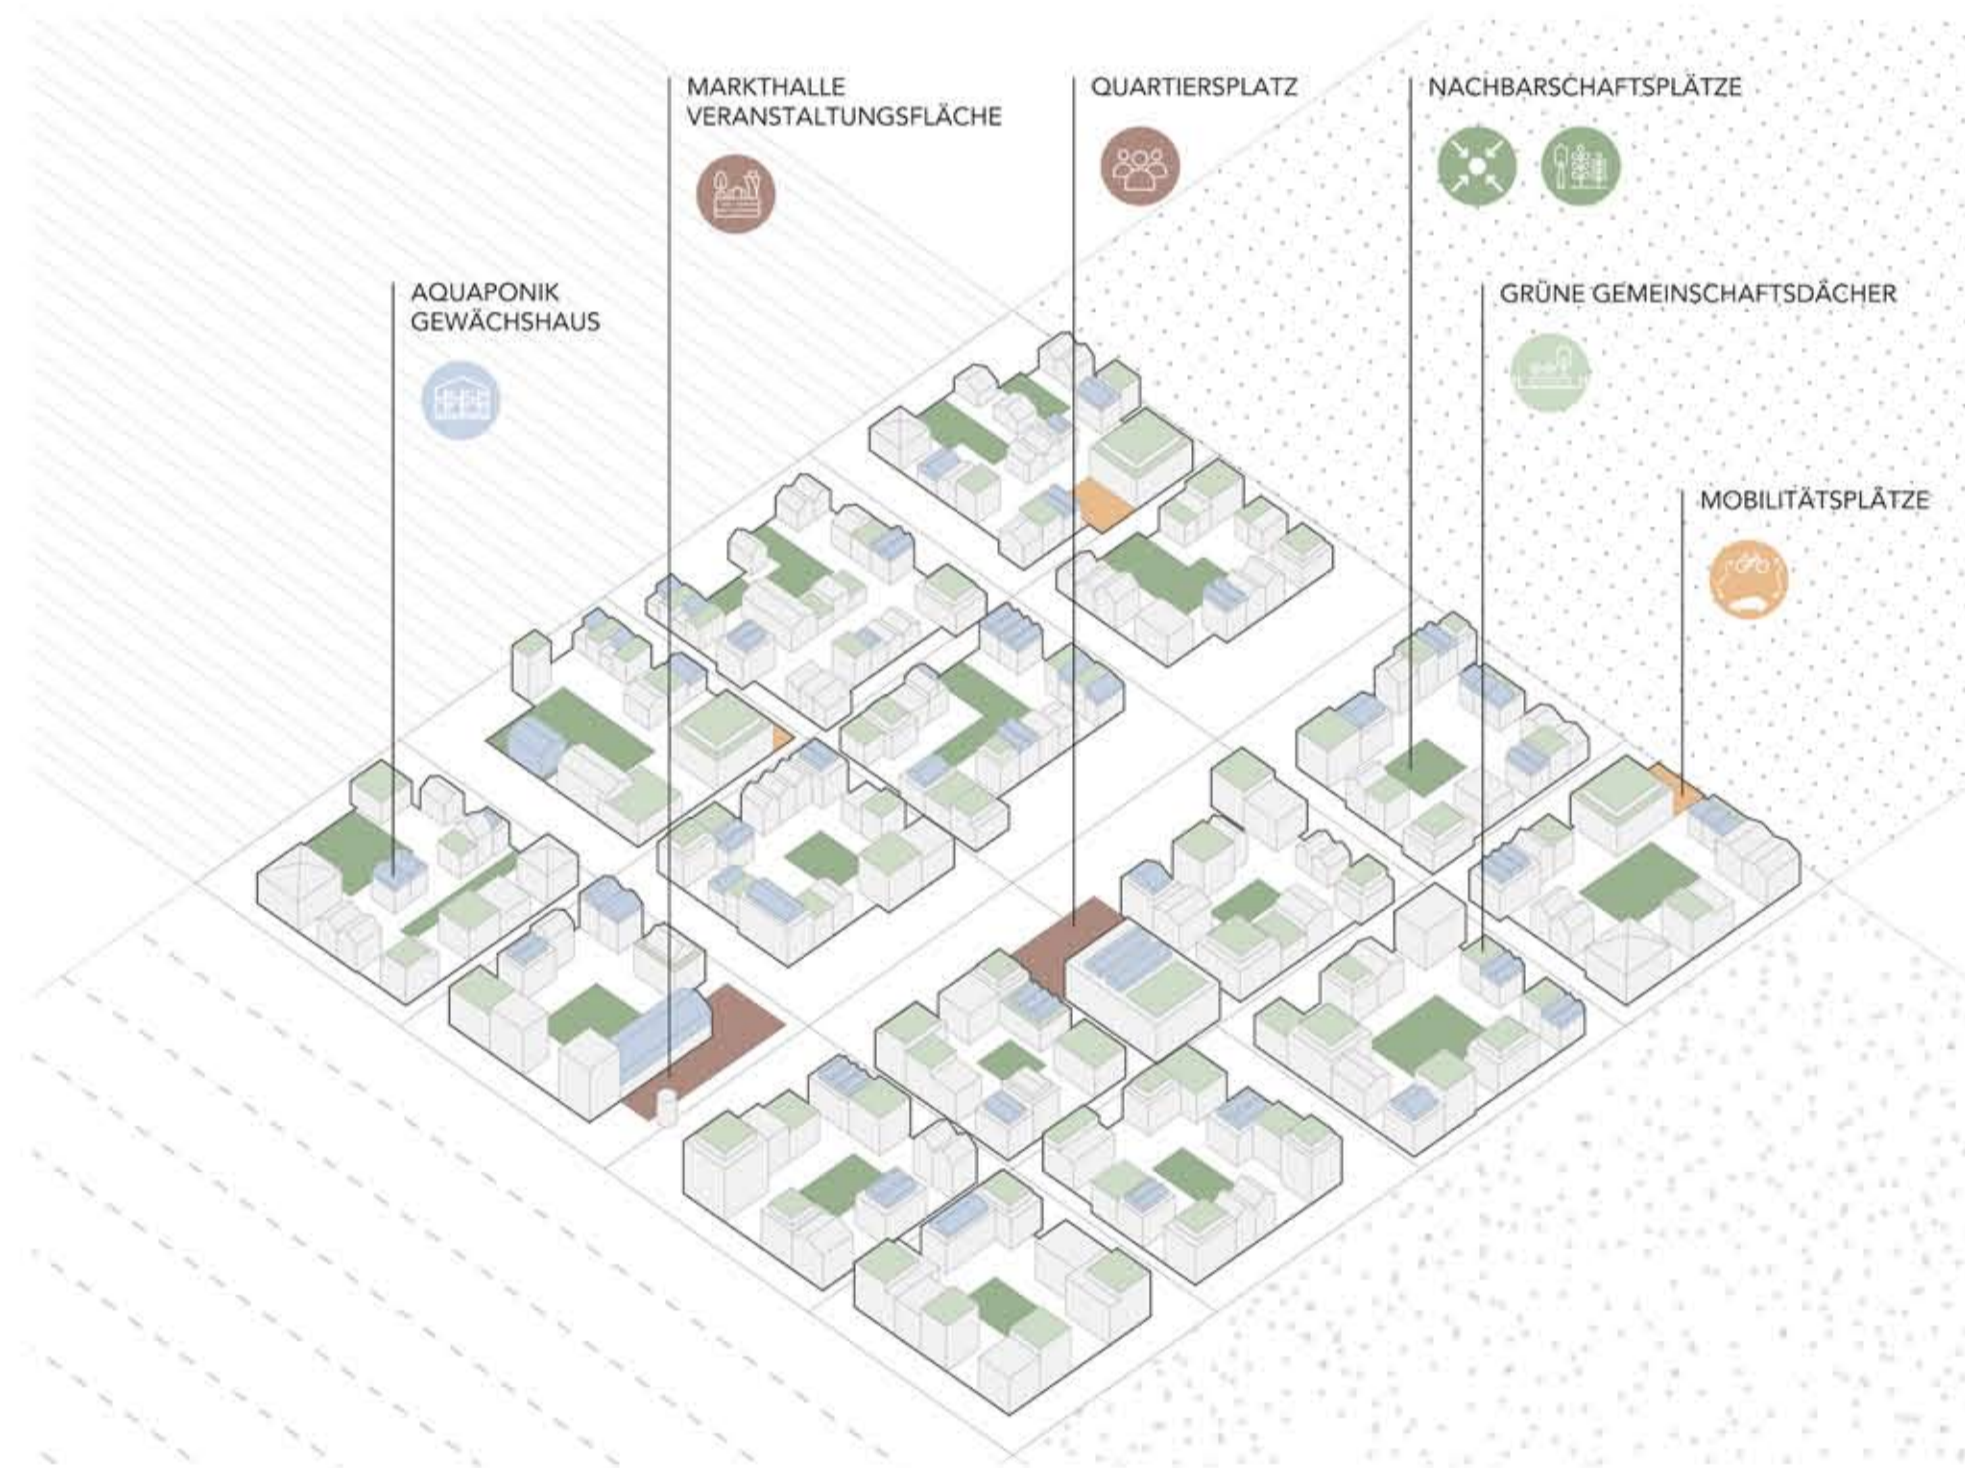 MARKTHALLE
VERANSTALTUNGSFLÄCHE
QUARTIERSPLATZ
NACHBARSCHAFTSPLÄTZE
AQUAPONIK
GEWÄCHSHAUS
GRÜNE GEMEINSCHAFTSDÄCHER
MOBILITÄTSPLÄTZE